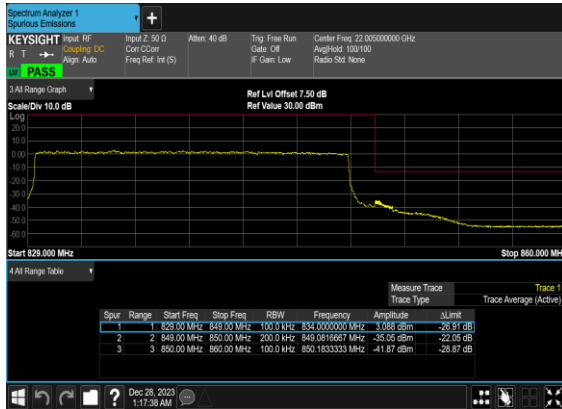 Spectrum Analyzer 1
Spurious Emissions
+
KEYSIGHT Input: RF Input Z: 50 Ω Atten: 40 dB Trig: Free Run Center Freq: 22.005000000 GHz
R T Coupling: DC Corr CCorr Gate: Off Avg|Hold: 100/100
Align: Auto Freq Ref: Int (S) IF Gain: Low Radio Std: None
LI PASS
3 All Range Graph
Ref Lvl Offset 7.50 dB
Scale/Div 10.0 dB Ref Value 30.00 dBm
Log
20.0
10.0
0.00
-10.0
-20.0
-30.0
-40.0
-50.0
-60.0
Start 829.000 MHz Stop 860.000 MH
4 All Range Table
Measure Trace Trace 1
Trace Type Trace Average (Active)
Spur Range Start Freq Stop Freq RBW Frequency Amplitude ΔLimit
1 1 829.00 MHz 849.00 MHz 100.0 kHz 834.0000000 MHz 3.088 dBm -26.91 dB
2 2 849.00 MHz 850.00 MHz 200.0 kHz 849.0816667 MHz -35.05 dBm -22.05 dB
3 3 850.00 MHz 860.00 MHz 100.0 kHz 850.1833333 MHz -41.87 dBm -28.87 dB
? Dec 28, 2023
1:17:38 AM